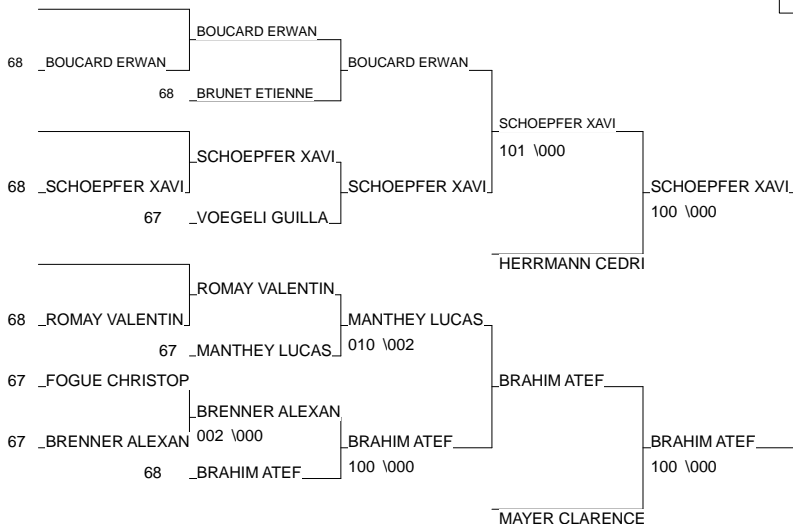 BOUCARD ERWAN
68 BOUCARD ERWAN BOUCARD ERWAN
68 BRUNET ETIENNE
SCHOEPFER XAVI
101 \000
SCHOEPFER XAVI
68 SCHOEPFER XAVI SCHOEPFER XAVI SCHOEPFER XAVI
67 VOEGELI GUILLA 100 \000
HERRMANN CEDRI
ROMAY VALENTIN
68 ROMAY VALENTIN MANTHEY LUCAS
67 MANTHEY LUCAS 010 \002
67 FOGUE CHRISTOP BRAHIM ATEF
BRENNER ALEXAN
67 BRENNER ALEXAN 002 \000 BRAHIM ATEF BRAHIM ATEF
68 BRAHIM ATEF 100 \000 100 \000
MAYER CLARENCE